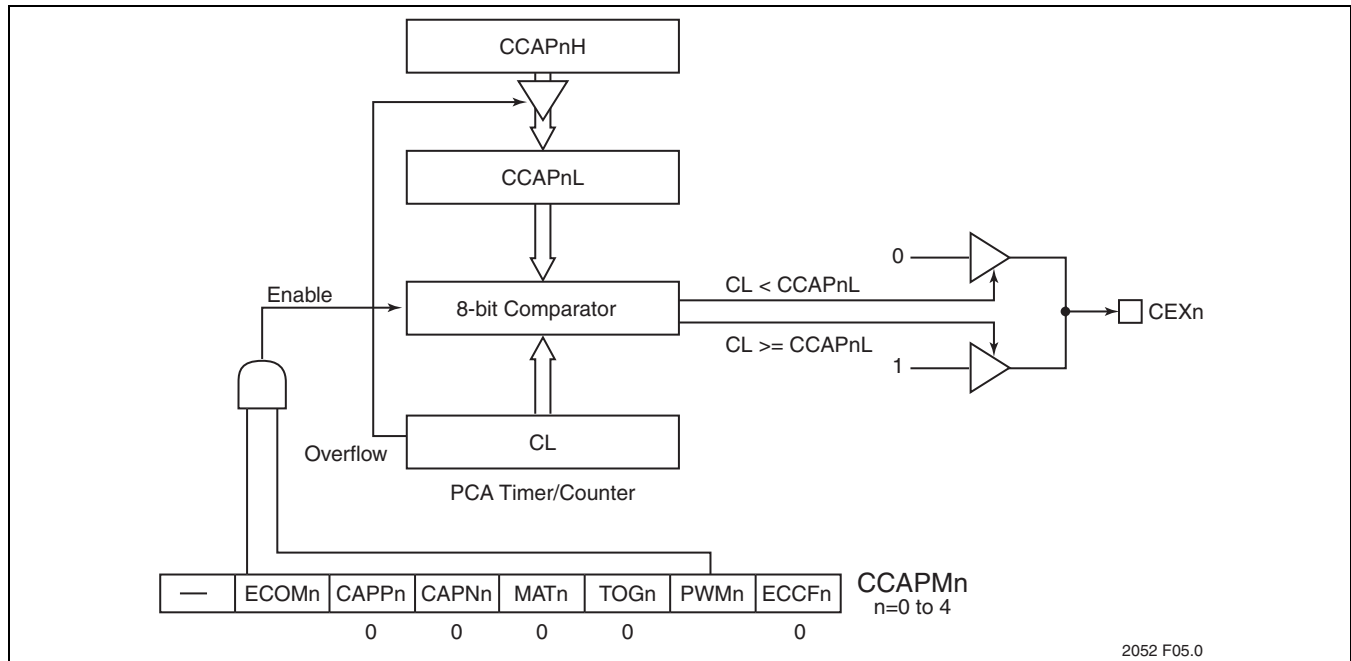 CCAPnH
CCAPnL
0
CL < CCAPnL
Enable
8-bit Comparator
CEXn
CL >= CCAPnL
1
CL
Overflow
PCA Timer/Counter
— ECOMn CAPPn CAPNn MATn TOGn PWMn ECCFn CCAPMn
n=0 to 4
0 0 0 0 0
2052 F05.0